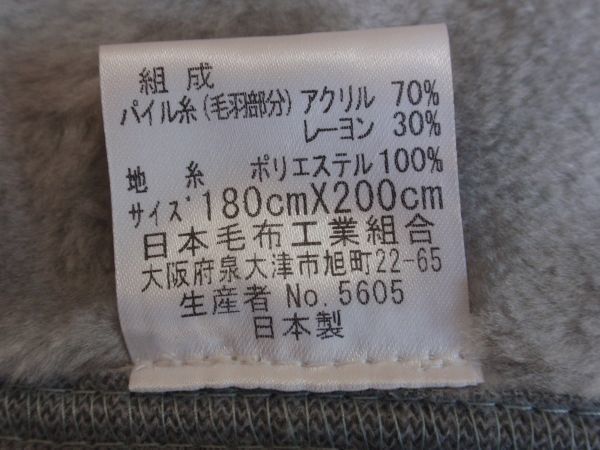 組成
パイル糸(毛羽部分) アクリル 70%
レーヨン 30%
地糸 ポリエステル100%
サイズ 180cmX200cm
日本毛布工業組合
大阪府泉大津市旭町22-65
生産者 No.5605
日本製